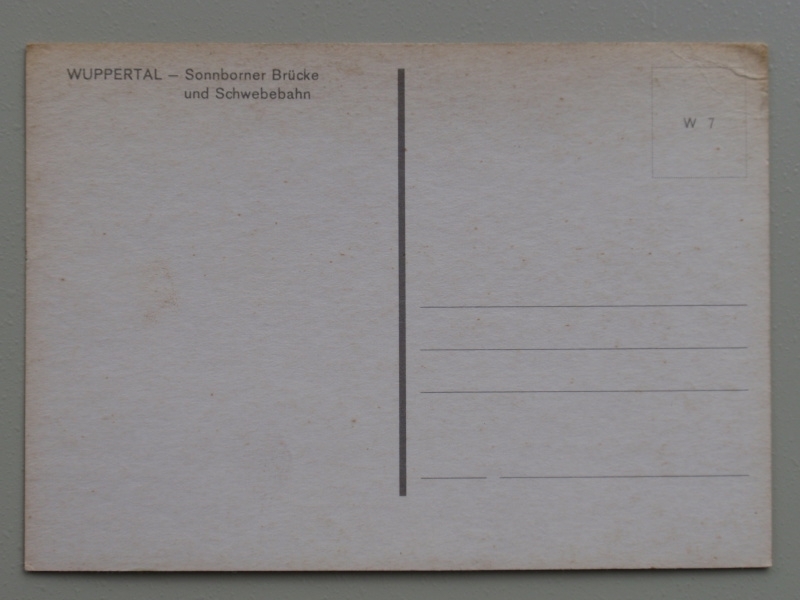 WUPPERTAL – Sonnborner Brücke
und Schwebebahn
W 7